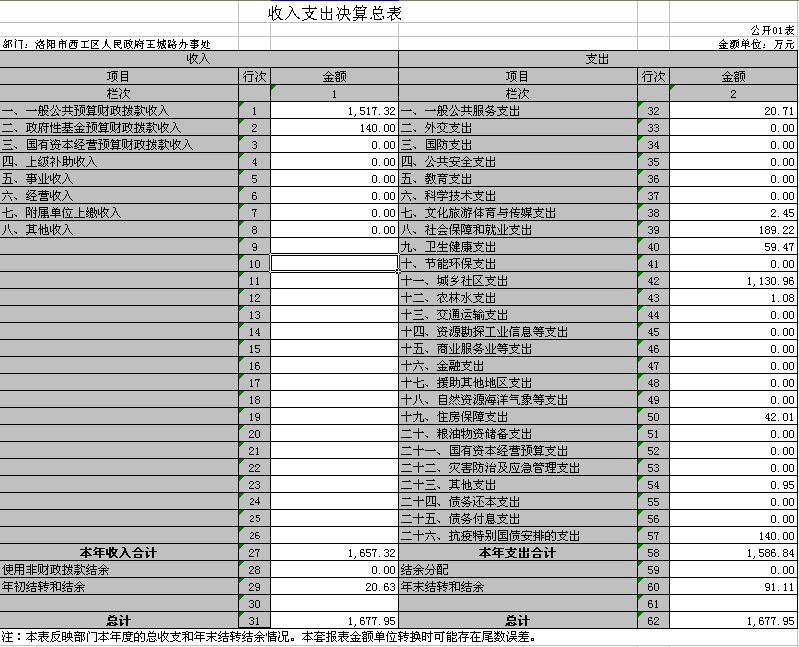 收入支出决算总表
公开01表
部门：洛阳市西工区人民政府王城路办事处 金额单位：万元
收入 支出
项目 行次 金额 项目 行次 金额
栏次 1 栏次 2
一、一般公共预算财政拨款收入 1 1,517.32 一、一般公共服务支出 32 20.71
二、政府性基金预算财政拨款收入 2 140.00 二、外交支出 33 0.00
三、国有资本经营预算财政拨款收入 3 0.00 三、国防支出 34 0.00
四、上级补助收入 4 0.00 四、公共安全支出 35 0.00
五、事业收入 5 0.00 五、教育支出 36 0.00
六、经营收入 6 0.00 六、科学技术支出 37 0.00
七、附属单位上缴收入 7 0.00 七、文化旅游体育与传媒支出 38 2.45
八、其他收入 8 0.00 八、社会保障和就业支出 39 189.22
9 九、卫生健康支出 40 59.47
10 十、节能环保支出 41 0.00
11 十一、城乡社区支出 42 1,130.96
12 十二、农林水支出 43 1.08
13 十三、交通运输支出 44 0.00
14 十四、资源勘探工业信息等支出 45 0.00
15 十五、商业服务业等支出 46 0.00
16 十六、金融支出 47 0.00
17 十七、援助其他地区支出 48 0.00
18 十八、自然资源海洋气象等支出 49 0.00
19 十九、住房保障支出 50 42.01
20 二十、粮油物资储备支出 51 0.00
21 二十一、国有资本经营预算支出 52 0.00
22 二十二、灾害防治及应急管理支出 53 0.00
23 二十三、其他支出 54 0.95
24 二十四、债务还本支出 55 0.00
25 二十五、债务付息支出 56 0.00
26 二十六、抗疫特别国债安排的支出 57 140.00
本年收入合计 27 1,657.32 本年支出合计 58 1,586.84
使用非财政拨款结余 28 0.00 结余分配 59 0.00
年初结转和结余 29 20.63 年末结转和结余 60 91.11
30 61
总计 31 1,677.95 总计 62 1,677.95
注：本表反映部门本年度的总收支和年末结转结余情况。本套报表金额单位转换时可能存在尾数误差。